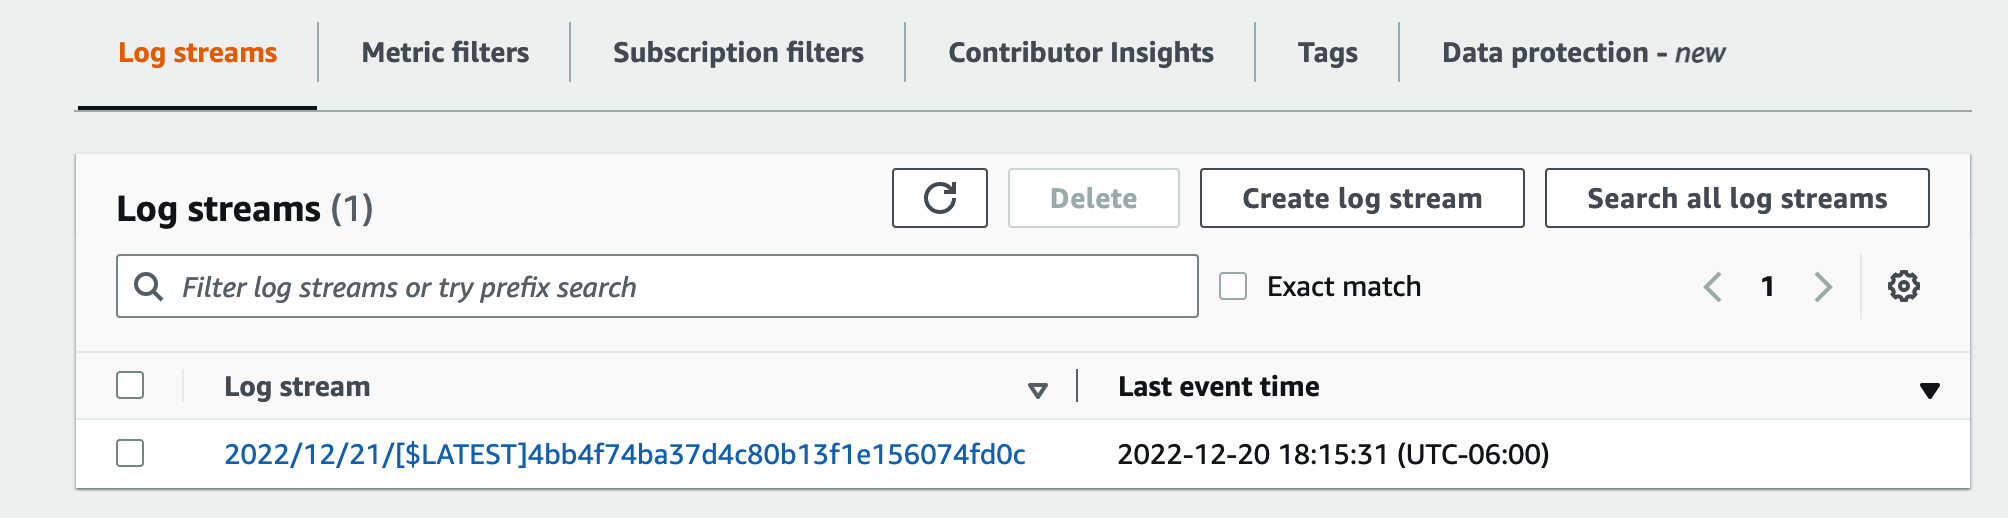 Log streams
Metric filters
Subscription filters
Contributor Insights
Tags
Data protection - new
Log streams (1)
Delete
Create log stream
Search all log streams
Filter log streams or try prefix search
Exact match
1
Log stream
Last event time
2022/12/21/[$LATEST]4bb4f74ba37d4c80b13f1e156074fd0c
2022-12-20 18:15:31 (UTC-06:00)